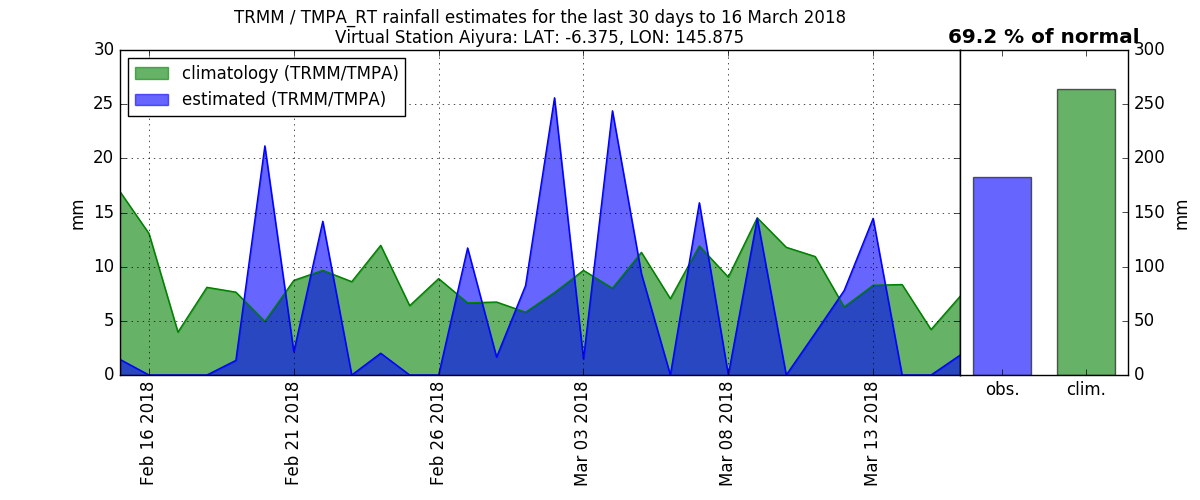 TRMM / TMPA_RT rainfall estimates for the last 30 days to 16 March 2018
Virtual Station Aiyura: LAT: -6.375, LON: 145.875
69.2 % of normal
climatology (TRMM/TMPA)
estimated (TRMM/TMPA)
mm
30
25
20
15
10
5
0
Feb 16 2018
Feb 21 2018
Feb 26 2018
Mar 03 2018
Mar 08 2018
Mar 13 2018
obs.
clim.
300
250
200
150
100
50
0
mm